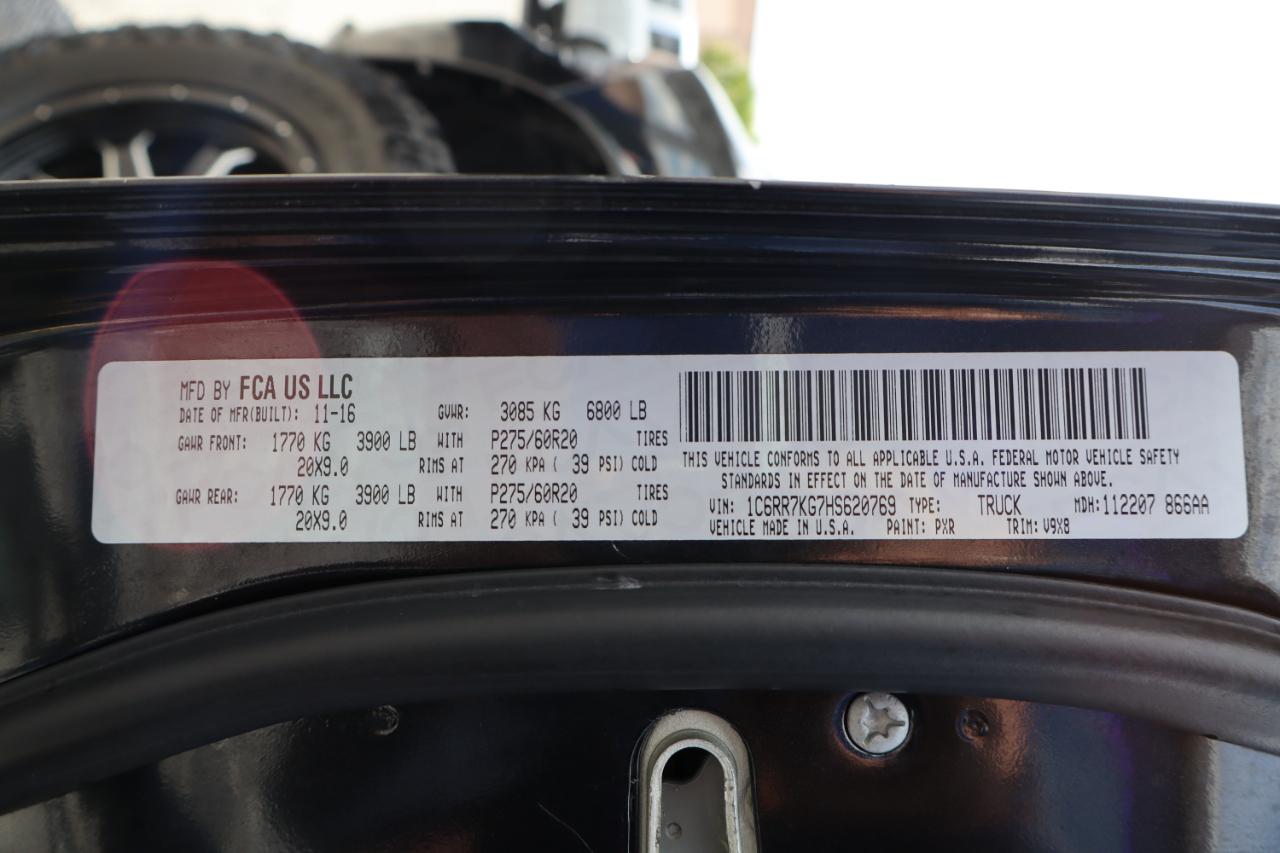 MFD BY FCA US LLC
DATE OF MFR(BUILT): 11-16 GVWR: 3085 KG 6800 LB
GAWR FRONT: 1770 KG 3900 LB WITH P275/60R20 TIRES
20X9.0 RIMS AT 270 KPA ( 39 PSI) COLD
GAWR REAR: 1770 KG 3900 LB WITH P275/60R20 TIRES
20X9.0 RIMS AT 270 KPA ( 39 PSI) COLD
THIS VEHICLE CONFORMS TO ALL APPLICABLE U.S.A. FEDERAL MOTOR VEHICLE SAFETY
STANDARDS IN EFFECT ON THE DATE OF MANUFACTURE SHOWN ABOVE.
VIN: 1C6RR7KG7HS620769 TYPE: TRUCK MDH:112207 866AA
VEHICLE MADE IN U.S.A. PAINT: PXR TRIM: V9X8